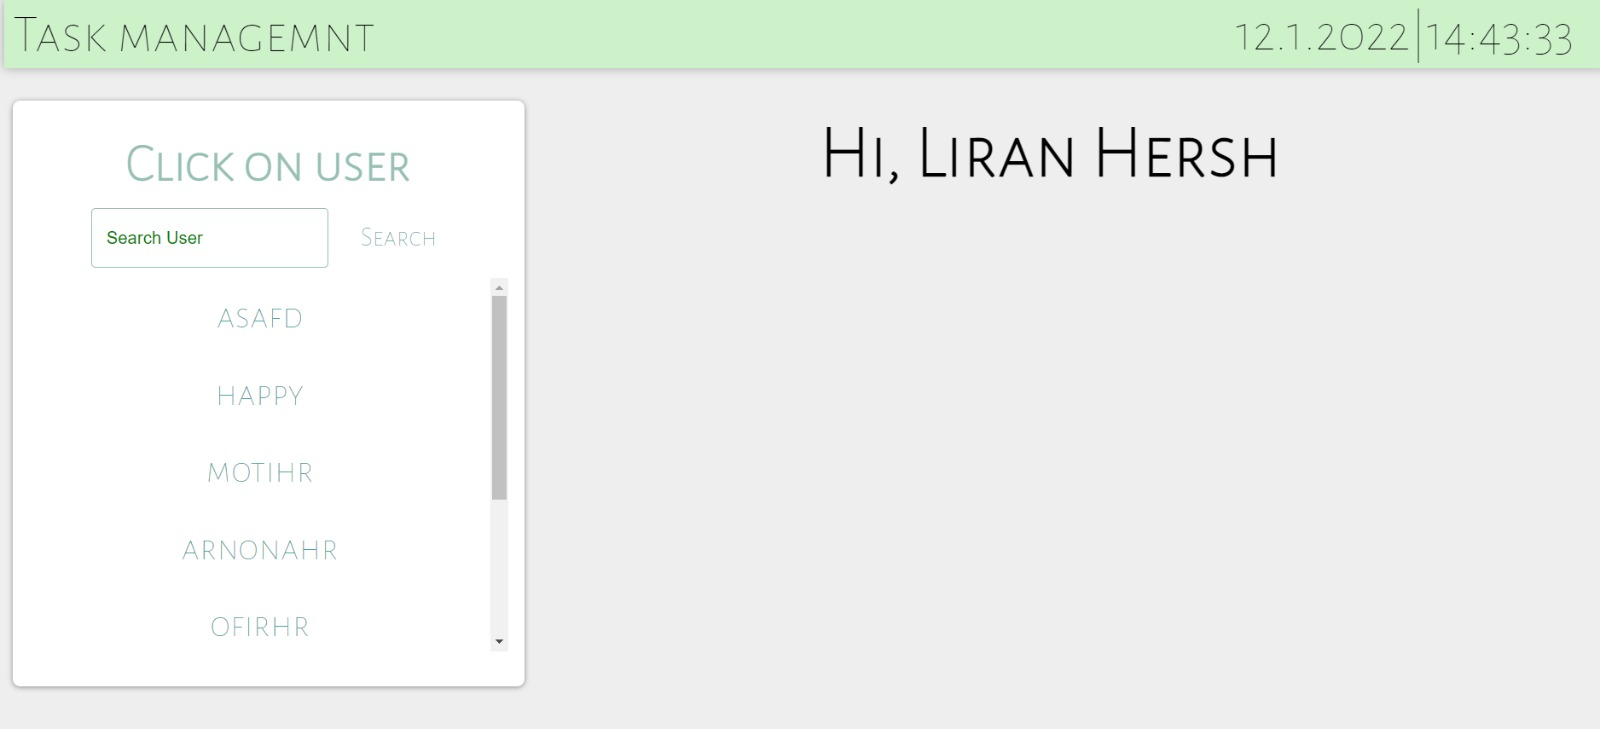 Task managemnt
12.1.2022|14:43:33
Click on user
Hi, Liran Hersh
Search User
Search
ASAFD
HAPPY
MOTIHR
ARNONAHR
OFIRHR